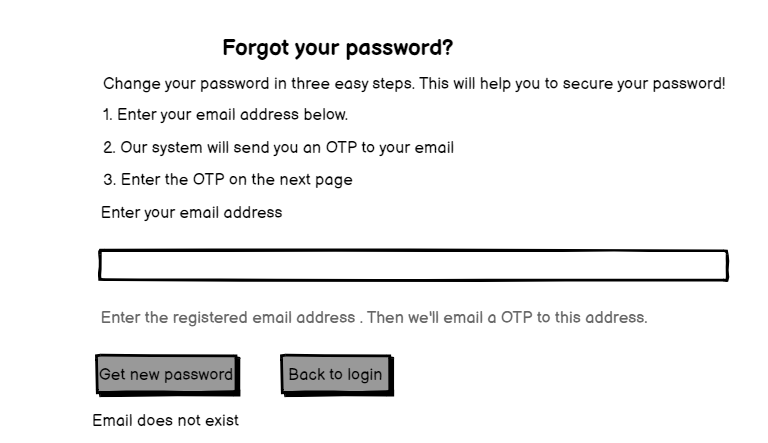 Forgot your password?
Change your password in three easy steps. This will help you to secure your password!
1. Enter your email address below.
2. Our system will send you an OTP to your email
3. Enter the OTP on the next page
Enter your email address
Enter the registered email address . Then we'll email a OTP to this address.
Get new password
Back to login
Email does not exist